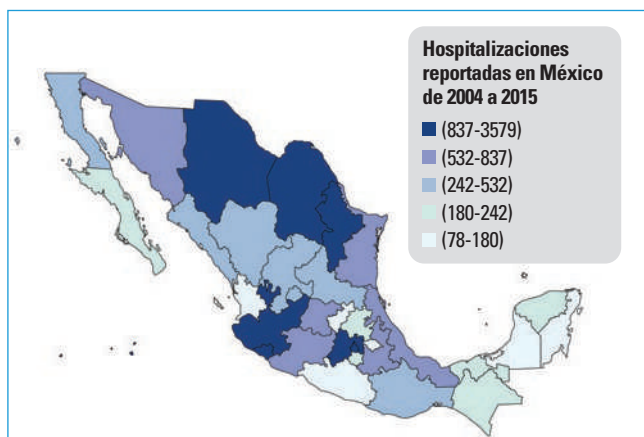 Hospitalizaciones
reportadas en México
de 2004 a 2015
(837-3579)
(532-837)
(242-532)
(180-242)
(78-180)